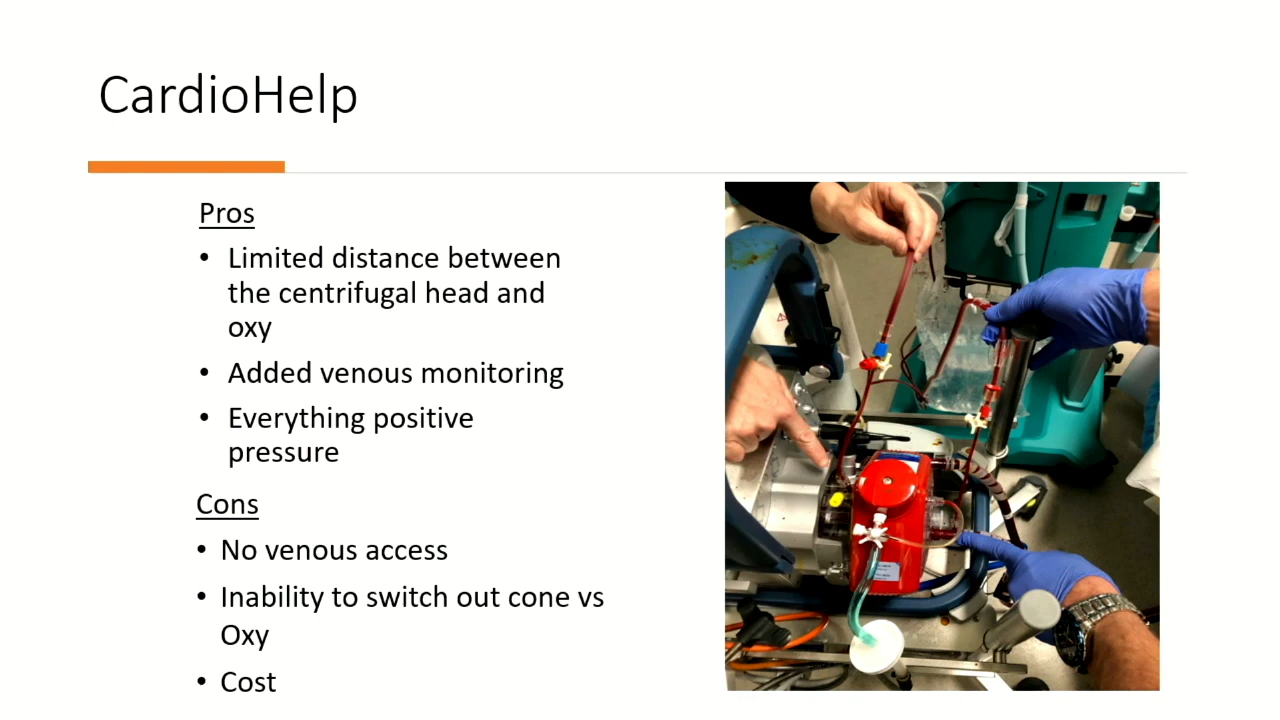 CardioHelp
Pros
• Limited distance between
the centrifugal head and
oxy
• Added venous monitoring
• Everything positive
pressure
Cons
• No venous access
• Inability to switch out cone vs
Oxy
• Cost